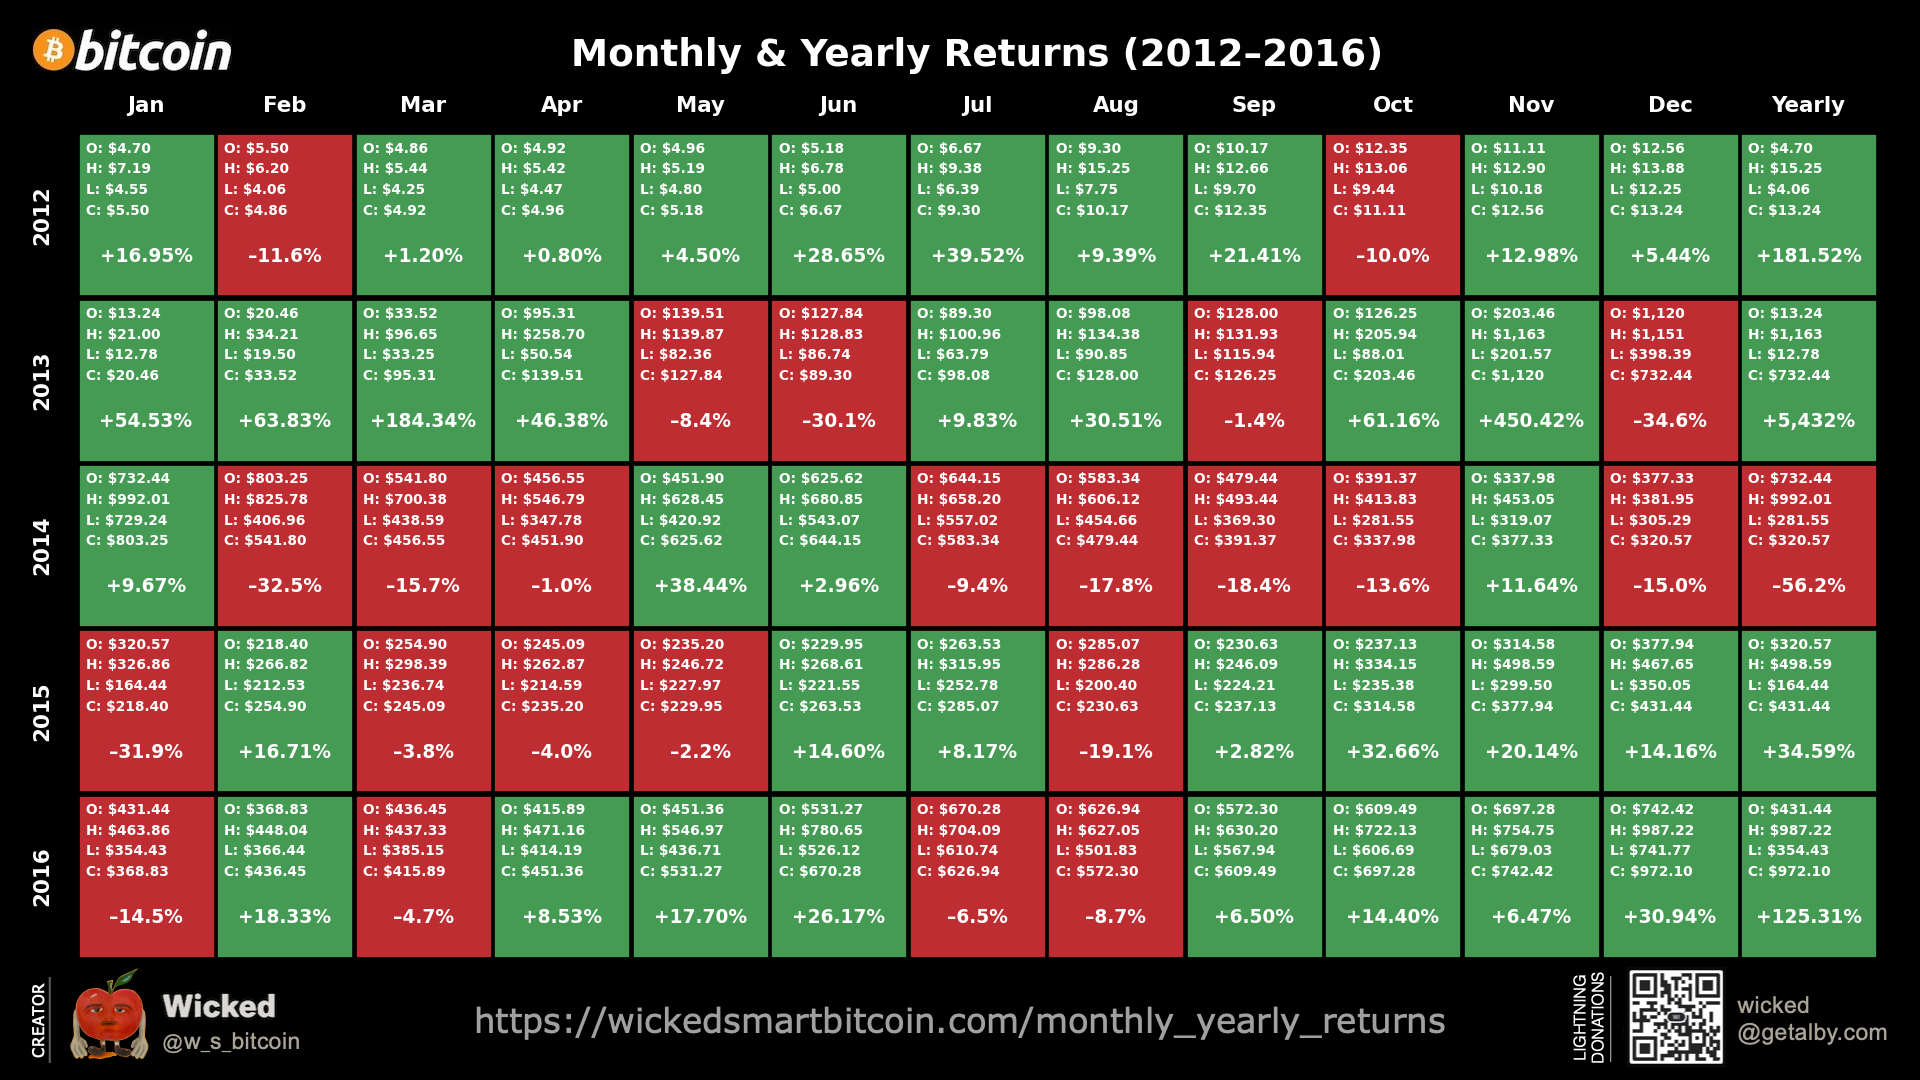 bitcoin
Monthly & Yearly Returns (2012–2016)
Jan Feb Mar Apr May Jun Jul Aug Sep Oct Nov Dec Yearly
2012
O: $4.70 O: $5.50 O: $4.86 O: $4.92 O: $4.96 O: $5.18 O: $6.67 O: $9.30 O: $10.17 O: $12.35 O: $11.11 O: $12.56 O: $4.70
H: $7.19 H: $6.20 H: $5.44 H: $5.42 H: $5.19 H: $6.78 H: $9.38 H: $15.25 H: $12.66 H: $13.06 H: $12.90 H: $13.88 H: $15.25
L: $4.55 L: $4.06 L: $4.25 L: $4.47 L: $4.80 L: $5.00 L: $6.39 L: $7.75 L: $9.70 L: $9.44 L: $10.18 L: $12.25 L: $4.06
C: $5.50 C: $4.86 C: $4.92 C: $4.96 C: $5.18 C: $6.67 C: $9.30 C: $10.17 C: $12.35 C: $11.11 C: $12.56 C: $13.24 C: $13.24
+16.95% –11.6% +1.20% +0.80% +4.50% +28.65% +39.52% +9.39% +21.41% –10.0% +12.98% +5.44% +181.52%
2013
O: $13.24 O: $20.46 O: $33.52 O: $95.31 O: $139.51 O: $127.84 O: $89.30 O: $98.08 O: $128.00 O: $126.25 O: $203.46 O: $1,120 O: $13.24
H: $21.00 H: $34.21 H: $96.65 H: $258.70 H: $139.87 H: $128.83 H: $100.96 H: $134.38 H: $131.93 H: $205.94 H: $1,163 H: $1,151 H: $1,163
L: $12.78 L: $19.50 L: $33.25 L: $50.54 L: $82.36 L: $86.74 L: $63.79 L: $90.85 L: $115.94 L: $88.01 L: $201.57 L: $398.39 L: $12.78
C: $20.46 C: $33.52 C: $95.31 C: $139.51 C: $127.84 C: $89.30 C: $98.08 C: $128.00 C: $126.25 C: $203.46 C: $1,120 C: $732.44 C: $732.44
+54.53% +63.83% +184.34% +46.38% –8.4% –30.1% +9.83% +30.51% –1.4% +61.16% +450.42% –34.6% +5,432%
2014
O: $732.44 O: $803.25 O: $541.80 O: $456.55 O: $451.90 O: $625.62 O: $644.15 O: $583.34 O: $479.44 O: $391.37 O: $337.98 O: $377.33 O: $732.44
H: $992.01 H: $825.78 H: $700.38 H: $546.79 H: $628.45 H: $680.85 H: $658.20 H: $606.12 H: $493.44 H: $413.83 H: $453.05 H: $381.95 H: $992.01
L: $729.24 L: $406.96 L: $438.59 L: $347.78 L: $420.92 L: $543.07 L: $557.02 L: $454.66 L: $369.30 L: $281.55 L: $319.07 L: $305.29 L: $281.55
C: $803.25 C: $541.80 C: $456.55 C: $451.90 C: $625.62 C: $644.15 C: $583.34 C: $479.44 C: $391.37 C: $337.98 C: $377.33 C: $320.57 C: $320.57
+9.67% –32.5% –15.7% –1.0% +38.44% +2.96% –9.4% –17.8% –18.4% –13.6% +11.64% –15.0% –56.2%
2015
O: $320.57 O: $218.40 O: $254.90 O: $245.09 O: $235.20 O: $229.95 O: $263.53 O: $285.07 O: $230.63 O: $237.13 O: $314.58 O: $377.94 O: $320.57
H: $326.86 H: $266.82 H: $298.39 H: $262.87 H: $246.72 H: $268.61 H: $315.95 H: $286.28 H: $246.09 H: $334.15 H: $498.59 H: $467.65 H: $498.59
L: $164.44 L: $212.53 L: $236.74 L: $214.59 L: $227.97 L: $221.55 L: $252.78 L: $200.40 L: $224.21 L: $235.38 L: $299.50 L: $350.05 L: $164.44
C: $218.40 C: $254.90 C: $245.09 C: $235.20 C: $229.95 C: $263.53 C: $285.07 C: $230.63 C: $237.13 C: $314.58 C: $377.94 C: $431.44 C: $431.44
–31.9% +16.71% –3.8% –4.0% –2.2% +14.60% +8.17% –19.1% +2.82% +32.66% +20.14% +14.16% +34.59%
2016
O: $431.44 O: $368.83 O: $436.45 O: $415.89 O: $451.36 O: $531.27 O: $670.28 O: $626.94 O: $572.30 O: $609.49 O: $697.28 O: $742.42 O: $431.44
H: $463.86 H: $448.04 H: $437.33 H: $471.16 H: $546.97 H: $780.65 H: $704.09 H: $627.05 H: $630.20 H: $722.13 H: $754.75 H: $987.22 H: $987.22
L: $354.43 L: $366.44 L: $385.15 L: $414.19 L: $436.71 L: $526.12 L: $610.74 L: $501.83 L: $567.94 L: $606.69 L: $679.03 L: $741.77 L: $354.43
C: $368.83 C: $436.45 C: $415.89 C: $451.36 C: $531.27 C: $670.28 C: $626.94 C: $572.30 C: $609.49 C: $697.28 C: $742.42 C: $972.10 C: $972.10
–14.5% +18.33% –4.7% +8.53% +17.70% +26.17% –6.5% –8.7% +6.50% +14.40% +6.47% +30.94% +125.31%
CREATOR
Wicked
@w_s_bitcoin
https://wickedsmartbitcoin.com/monthly_yearly_returns
LIGHTNING
DONATIONS
wicked
@getalby.com